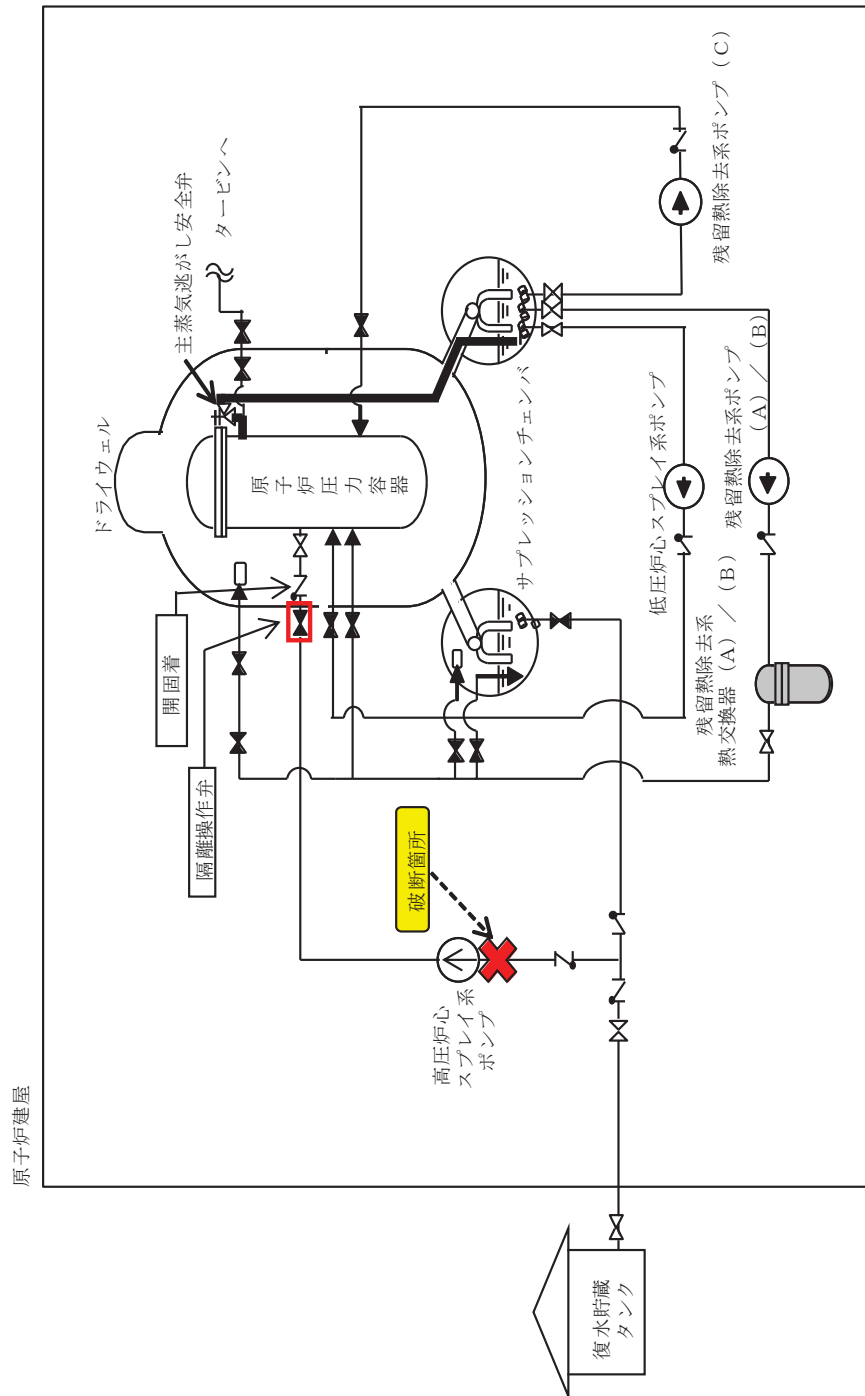 原子炉建屋
ドライウェル
主蒸気逃がし安全弁
タービンへ
開固着
隔離操作弁
原子炉圧力容器
サプレッションチェンバ
破断箇所
高圧炉心
スプレイ系
ポンプ
低圧炉心スプレイ系ポンプ
残留熱除去系ポンプ
(A)/(B)
残留熱除去系ポンプ(C)
残留熱除去系
熱交換器 (A)/(B)
復水貯蔵
タンク